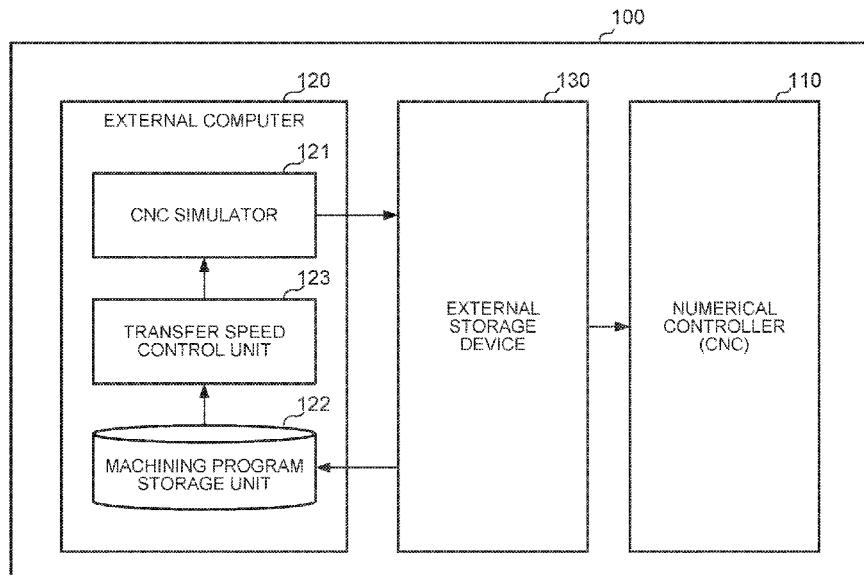 100
120
130
110
EXTERNAL COMPUTER
121
CNC SIMULATOR
123
TRANSFER SPEED
CONTROL UNIT
122
MACHINING PROGRAM
STORAGE UNIT
EXTERNAL
STORAGE
DEVICE
NUMERICAL
CONTROLLER
(CNC)